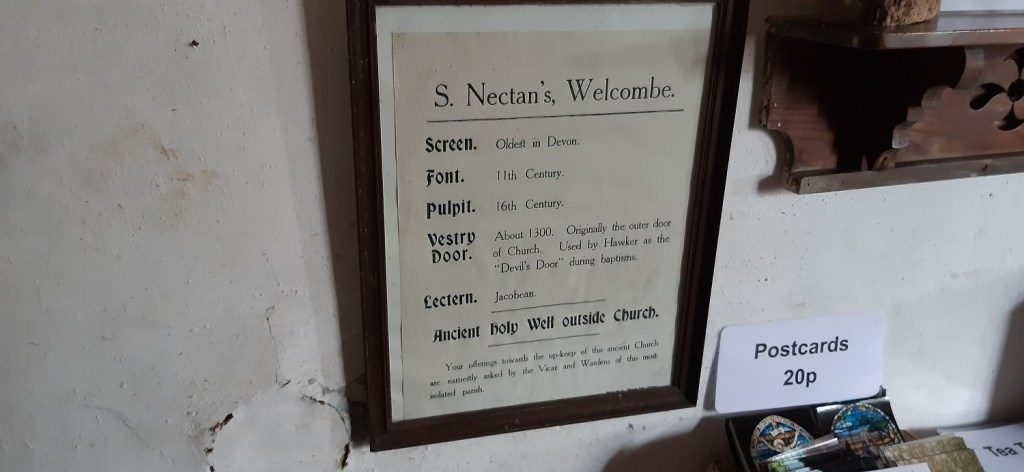 S. Nectan's, Welcombe.
Screen. Oldest in Devon.
Font. 11th Century.
Pulpit. 16th Century.
Vestry Door. About 1300. Originally the outer door
of Church. Used by Hawker as the
"Devil's Door" during baptisms.
Lectern. Jacobean.
Ancient Holy Well outside Church.
Your offerings towards the up-keep of this ancient Church
are earnestly asked by the Vicar and Wardens of this most
isolated parish.
Postcards
20p
Tea T